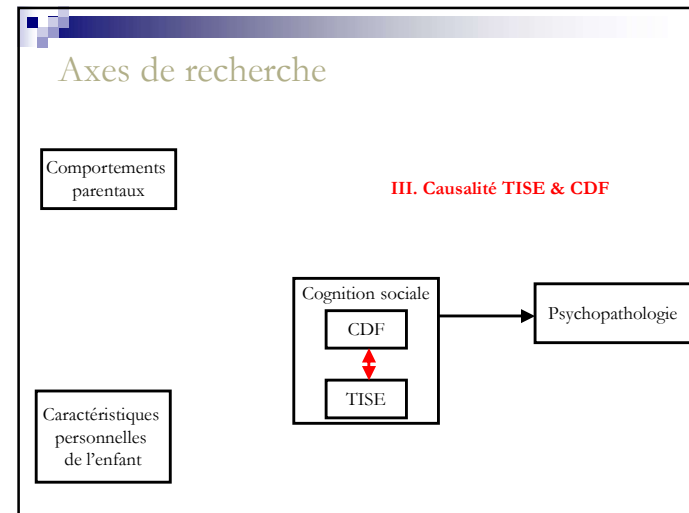 Axes de recherche
Comportements
parentaux
III. Causalité TISE & CDF
Cognition sociale
CDF
TISE
Psychopathologie
Caractéristiques
personnelles
de l’enfant